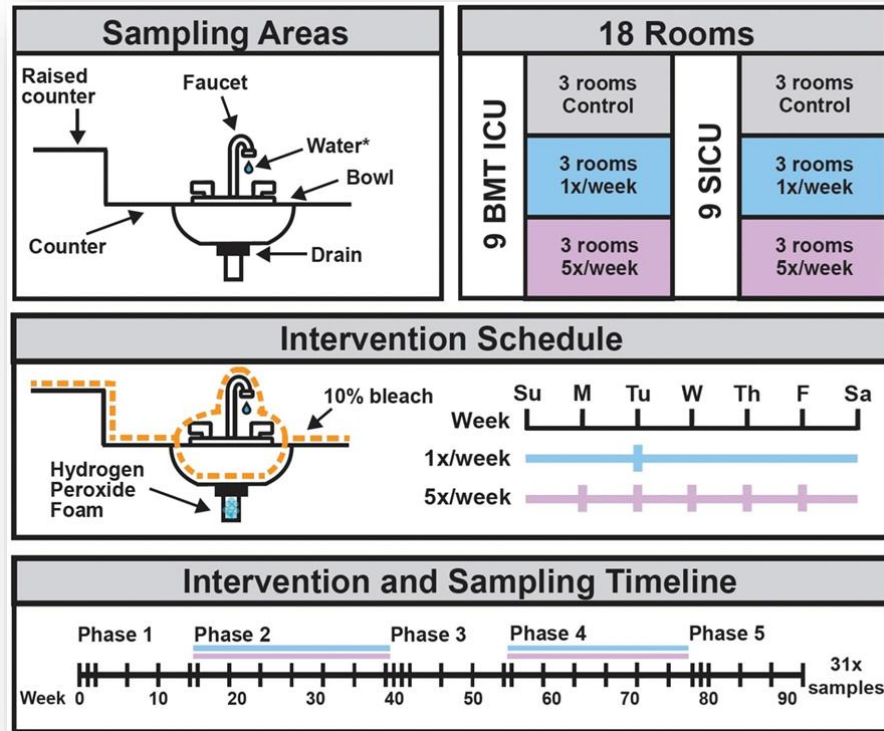 Sampling Areas
Raised
counter
Faucet
Water*
Bowl
Counter
Drain
18 Rooms
9 BMT ICU
3 rooms
Control
3 rooms
1x/week
3 rooms
5x/week
9 SICU
3 rooms
Control
3 rooms
1x/week
3 rooms
5x/week
Intervention Schedule
10% bleach
Hydrogen
Peroxide
Foam
Su M Tu W Th F Sa
Week
1x/week
5x/week
Intervention and Sampling Timeline
Phase 1 Phase 2 Phase 3 Phase 4 Phase 5
31x
samples
Week 0 10 20 30 40 50 60 70 80 90